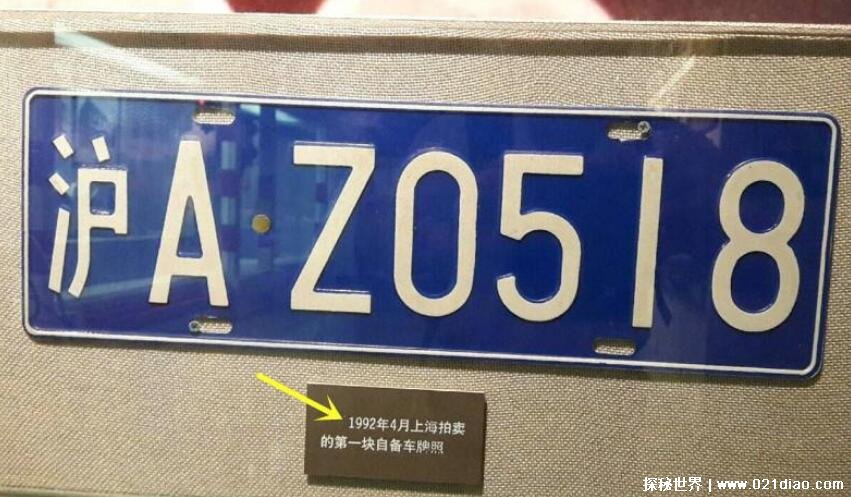 沪A·Z0518
1992年4月上海拍卖
的第一块自备车牌照
探秘世界 | www.021diao.com